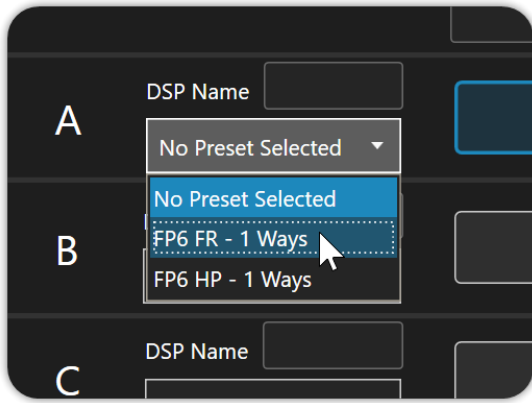 A
DSP Name
No Preset Selected
No Preset Selected
B
FP6 FR - 1 Ways
FP6 HP - 1 Ways
DSP Name
C